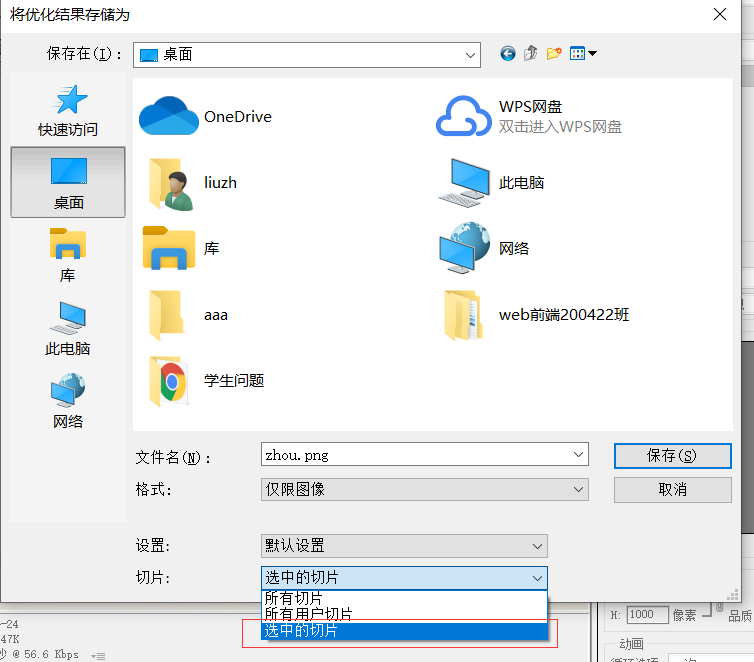 将优化结果存储为
保存在(I)：
桌面
快速访问
桌面
库
此电脑
网络
OneDrive
WPS网盘
双击进入WPS网盘
liuzh
此电脑
库
网络
aaa
web前端200422班
学生问题
文件名(N)：
zhou.png
保存(S)
格式:
仅限图像
取消
设置:
默认设置
切片:
选中的切片
所有切片
所有用户切片
选中的切片
H:
1000
像素
品质
动画
47K
@ 56.6 Kbps